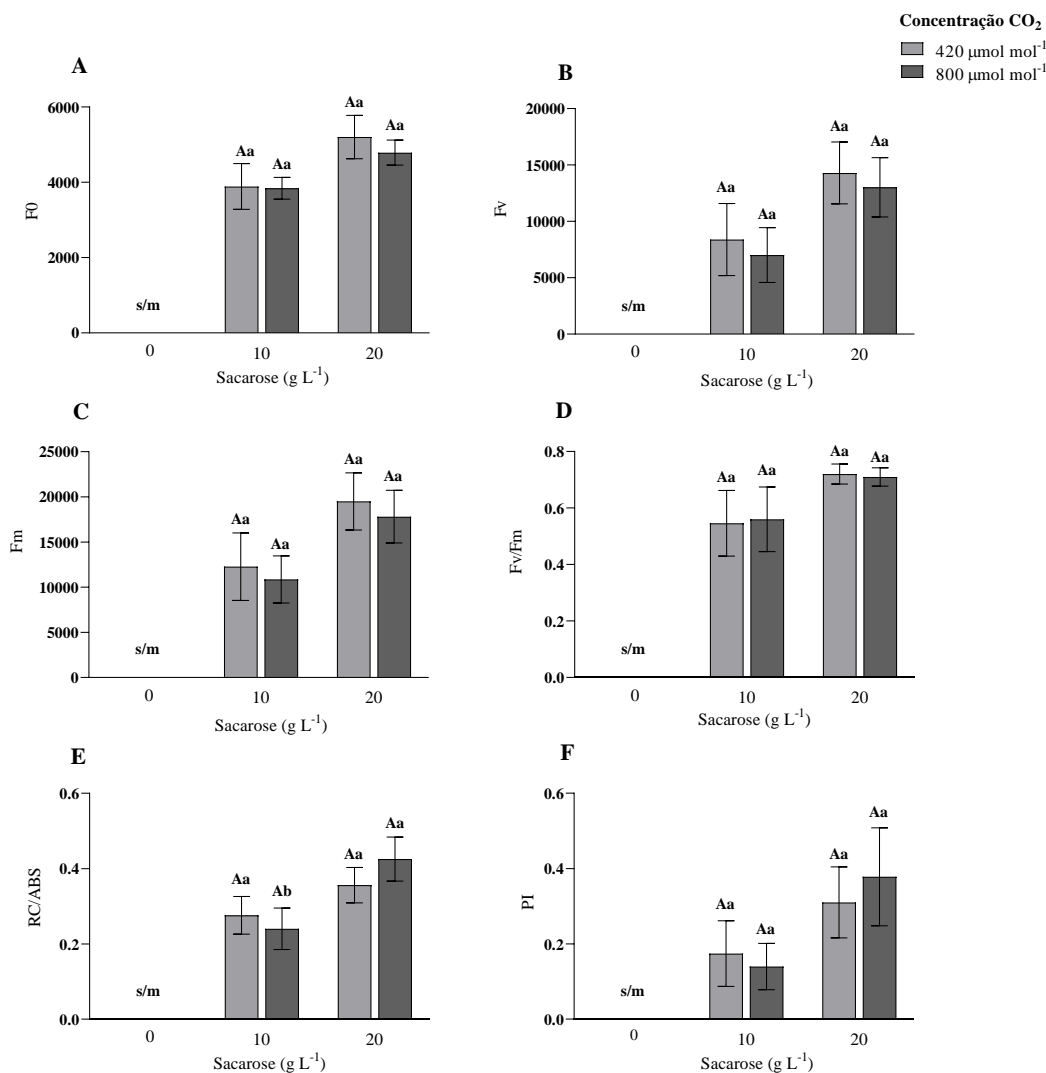 Concentração CO2
420 µmol mol-1
800 µmol mol-1
A
6000
4000
2000
0
F0
Aa
Aa
Aa
Aa
s/m
0
10
20
Sacarose (g L-1)
B
20000
15000
10000
5000
0
Fv
Aa
Aa
Aa
Aa
s/m
0
10
20
Sacarose (g L-1)
C
25000
20000
15000
10000
5000
0
Fm
Aa
Aa
Aa
Aa
s/m
0
10
20
Sacarose (g L-1)
D
0.8
0.6
0.4
0.2
0.0
Fv/Fm
Aa
Aa
Aa
Aa
s/m
0
10
20
Sacarose (g L-1)
E
0.6
0.4
0.2
0.0
RC/ABS
Aa
Ab
Aa
Aa
s/m
0
10
20
Sacarose (g L-1)
F
0.6
0.4
0.2
0.0
PI
Aa
Aa
Aa
Aa
s/m
0
10
20
Sacarose (g L-1)